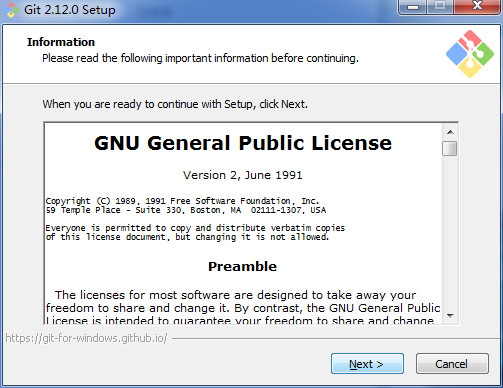 Git 2.12.0 Setup
Information
Please read the following important information before continuing.
When you are ready to continue with Setup, click Next.
GNU General Public License
Version 2, June 1991
Copyright (C) 1989, 1991 Free Software Foundation, Inc.
59 Temple Place - Suite 330, Boston, MA  02111-1307, USA
Everyone is permitted to copy and distribute verbatim copies
of this license document, but changing it is not allowed.
Preamble
The licenses for most software are designed to take away your
freedom to share and change it. By contrast, the GNU General Public
License is intended to guarantee your freedom to share and change
https://git-for-windows.github.io/
Next >
Cancel